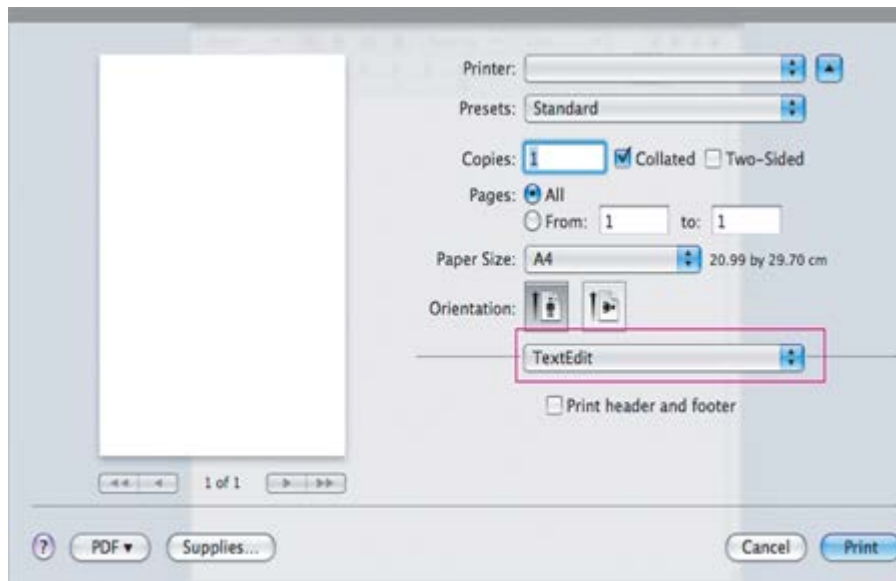 Printer:
Presets: Standard
Copies: 1 Collated Two-Sided
Pages: All
From: 1 to: 1
Paper Size: A4 20.99 by 29.70 cm
Orientation:
TextEdit
Print header and footer
1 of 1
? PDF Supplies... Cancel Print